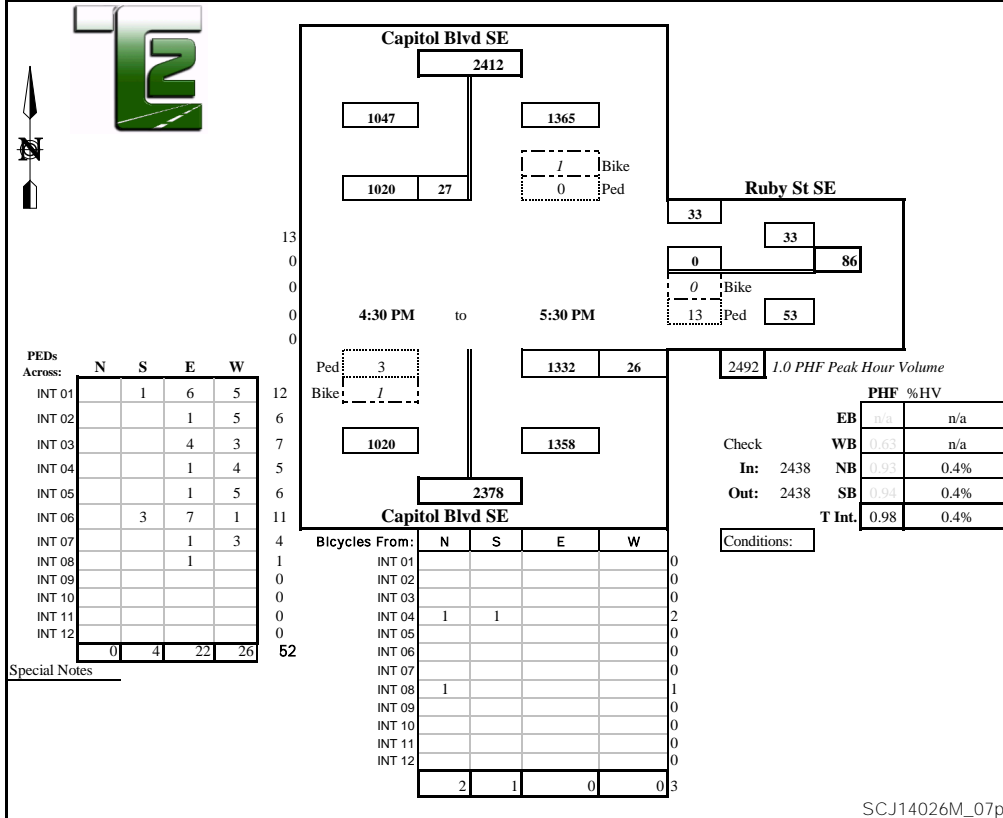 TE2
N
Capitol Blvd SE
2412
1047 1365
1 Bike
1020 27 0 Ped
Ruby St SE
33
13 33
0 0 86
0 0 Bike
0 4:30 PM to 5:30 PM 13 Ped 53
0
Ped 3 1332 26 2492 1.0 PHF Peak Hour Volume
Bike 1
1020 1358
2378
Capitol Blvd SE
PEDs
Across: N S E W
INT 01 1 6 5 12
INT 02 1 5 6
INT 03 4 3 7
INT 04 1 4 5
INT 05 1 5 6
INT 06 3 7 1 11
INT 07 1 3 4
INT 08 1 1
INT 09 0
INT 10 0
INT 11 0
INT 12 0
0 4 22 26 52
Special Notes
PHF %HV
EB n/a n/a
Check WB 0.63 n/a
In: 2438 NB 0.93 0.4%
Out: 2438 SB 0.94 0.4%
T Int. 0.98 0.4%
Conditions:
Bicycles From: N S E W
INT 01 0
INT 02 0
INT 03 0
INT 04 1 1 2
INT 05 0
INT 06 0
INT 07 0
INT 08 1 1
INT 09 0
INT 10 0
INT 11 0
INT 12 0
2 1 0 0 3
SCJ14026M_07p